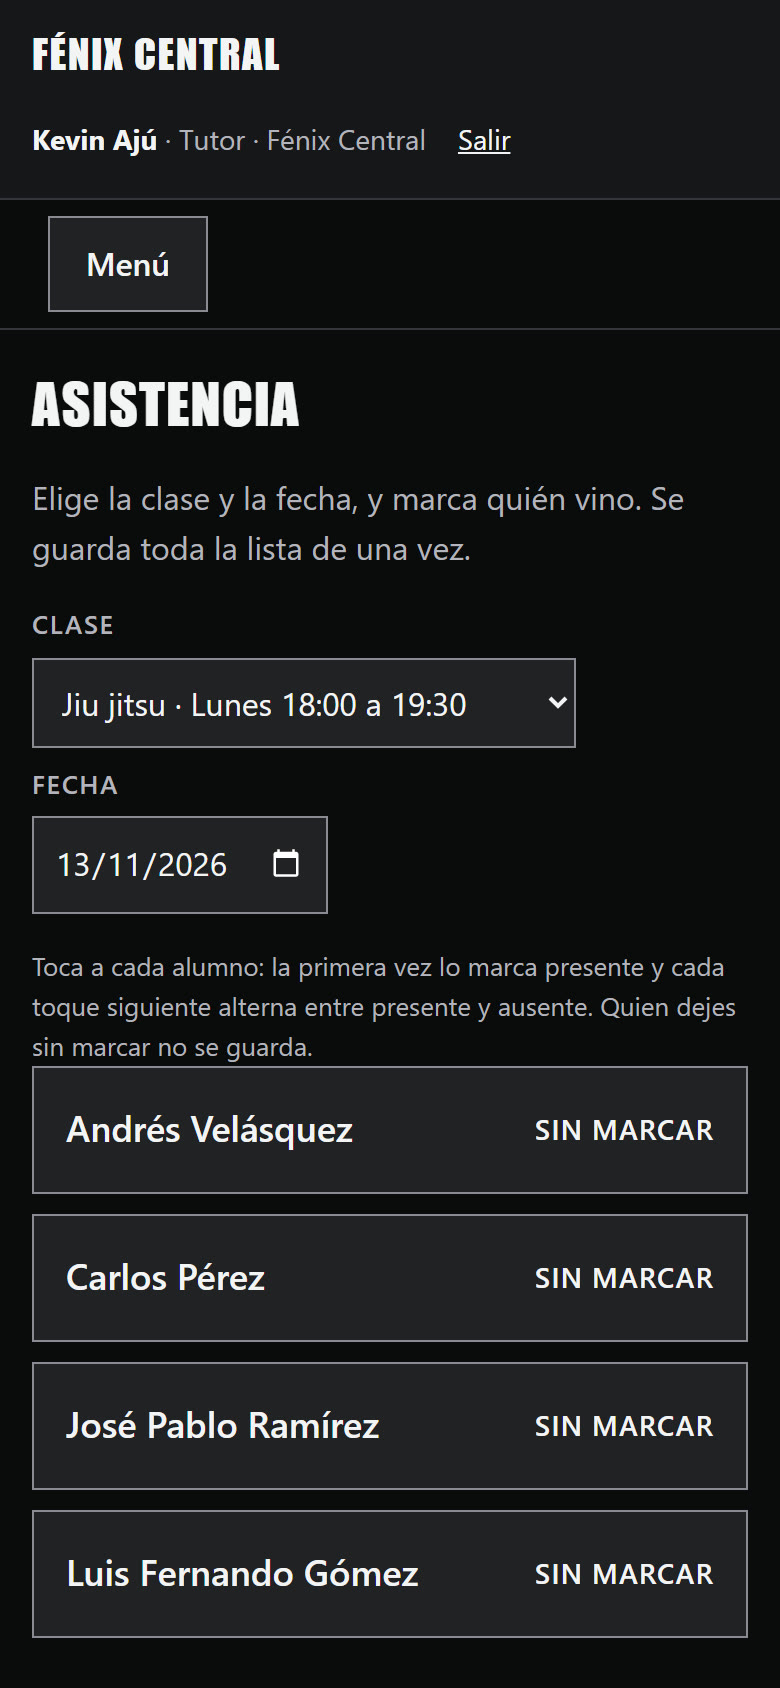 FÉNIX CENTRAL
Kevin Ajú · Tutor · Fénix Central Salir
Menú
ASISTENCIA
Elige la clase y la fecha, y marca quién vino. Se
guarda toda la lista de una vez.
CLASE
Jiu jitsu · Lunes 18:00 a 19:30
FECHA
13/11/2026
Toca a cada alumno: la primera vez lo marca presente y cada
toque siguiente alterna entre presente y ausente. Quien dejes
sin marcar no se guarda.
Andrés Velásquez SIN MARCAR
Carlos Pérez SIN MARCAR
José Pablo Ramírez SIN MARCAR
Luis Fernando Gómez SIN MARCAR